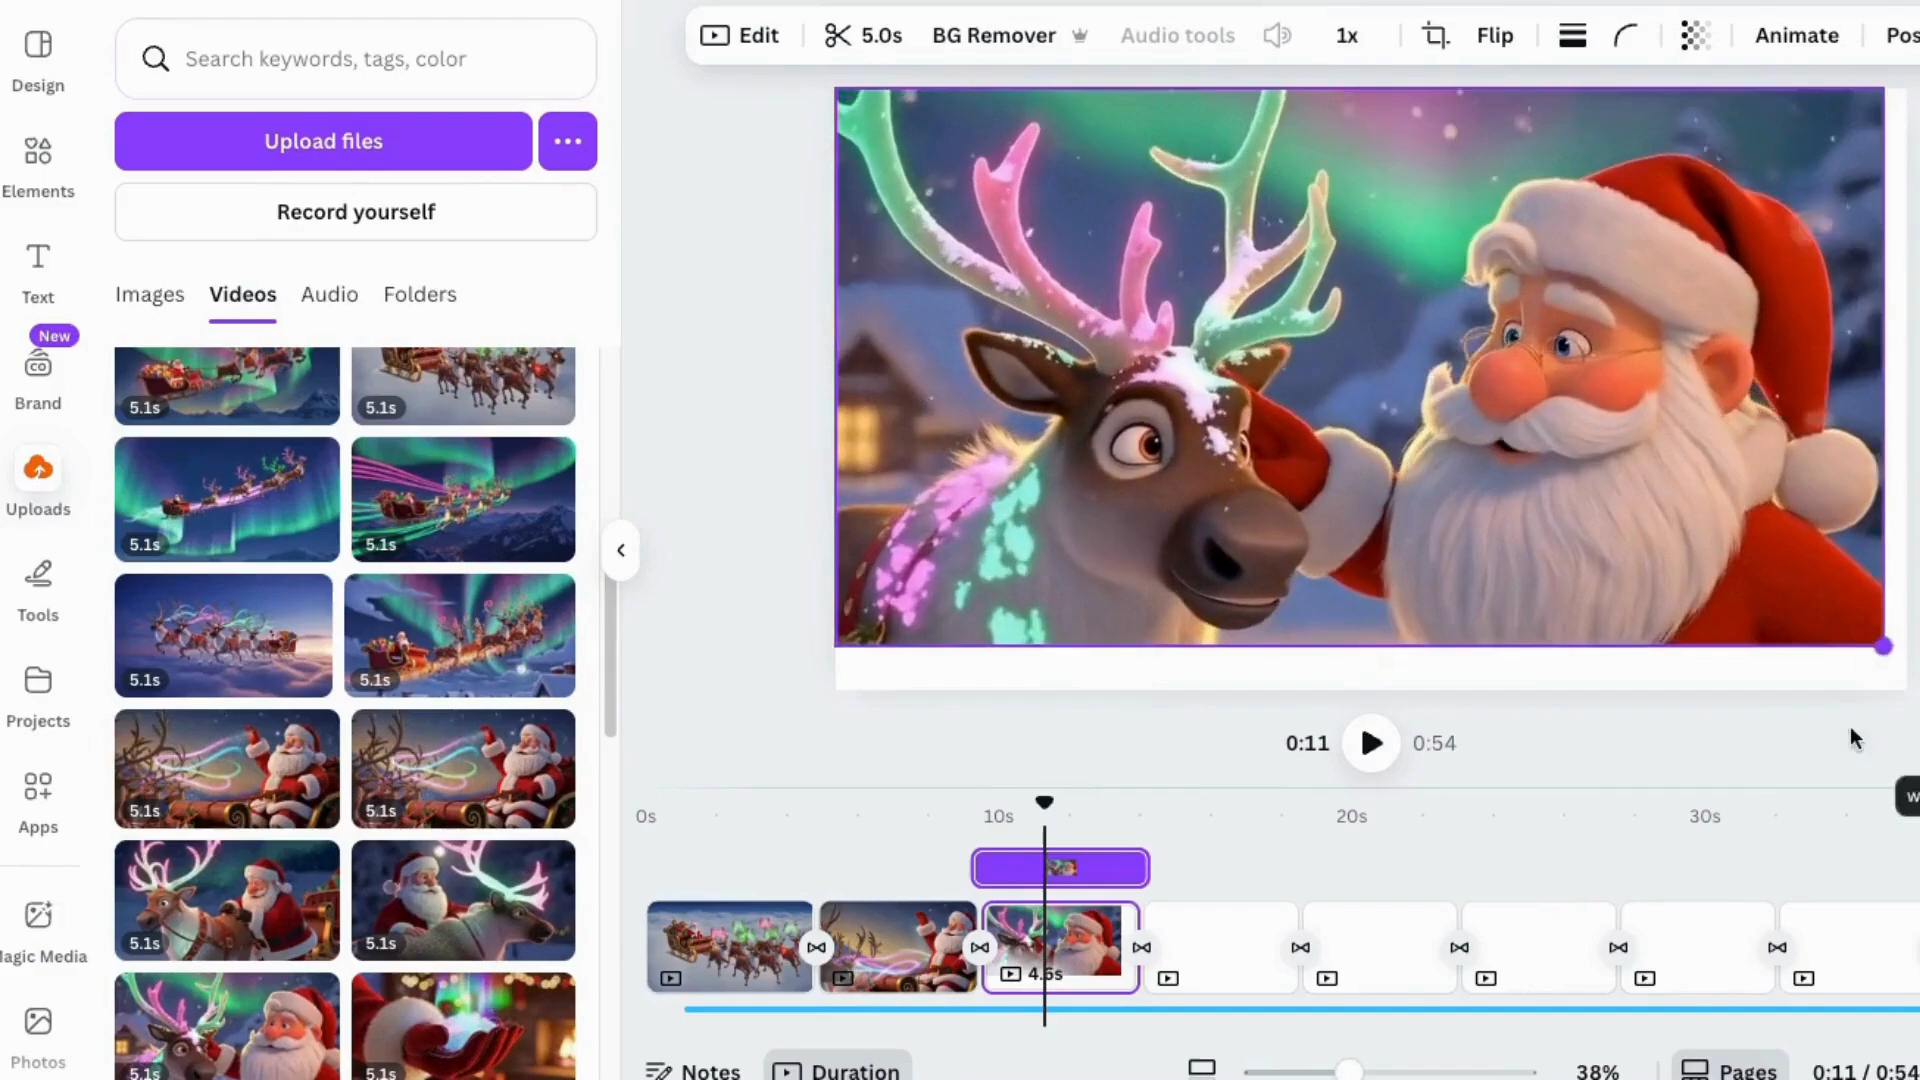 Design
Elements
Text
New
Brand
Uploads
Tools
Projects
Apps
Magic Media
Photos
Search keywords, tags, color
Upload files
Record yourself
Images Videos Audio Folders
5.1s 5.1s
5.1s 5.1s
5.1s 5.1s
5.1s 5.1s
5.1s 5.1s
5.1s 5.1s
Edit 5.0s BG Remover Audio tools 1x Flip Animate Pos
0:11 0:54
0s 10s 20s 30s
Notes Duration 38% Pages 0:11 / 0:54